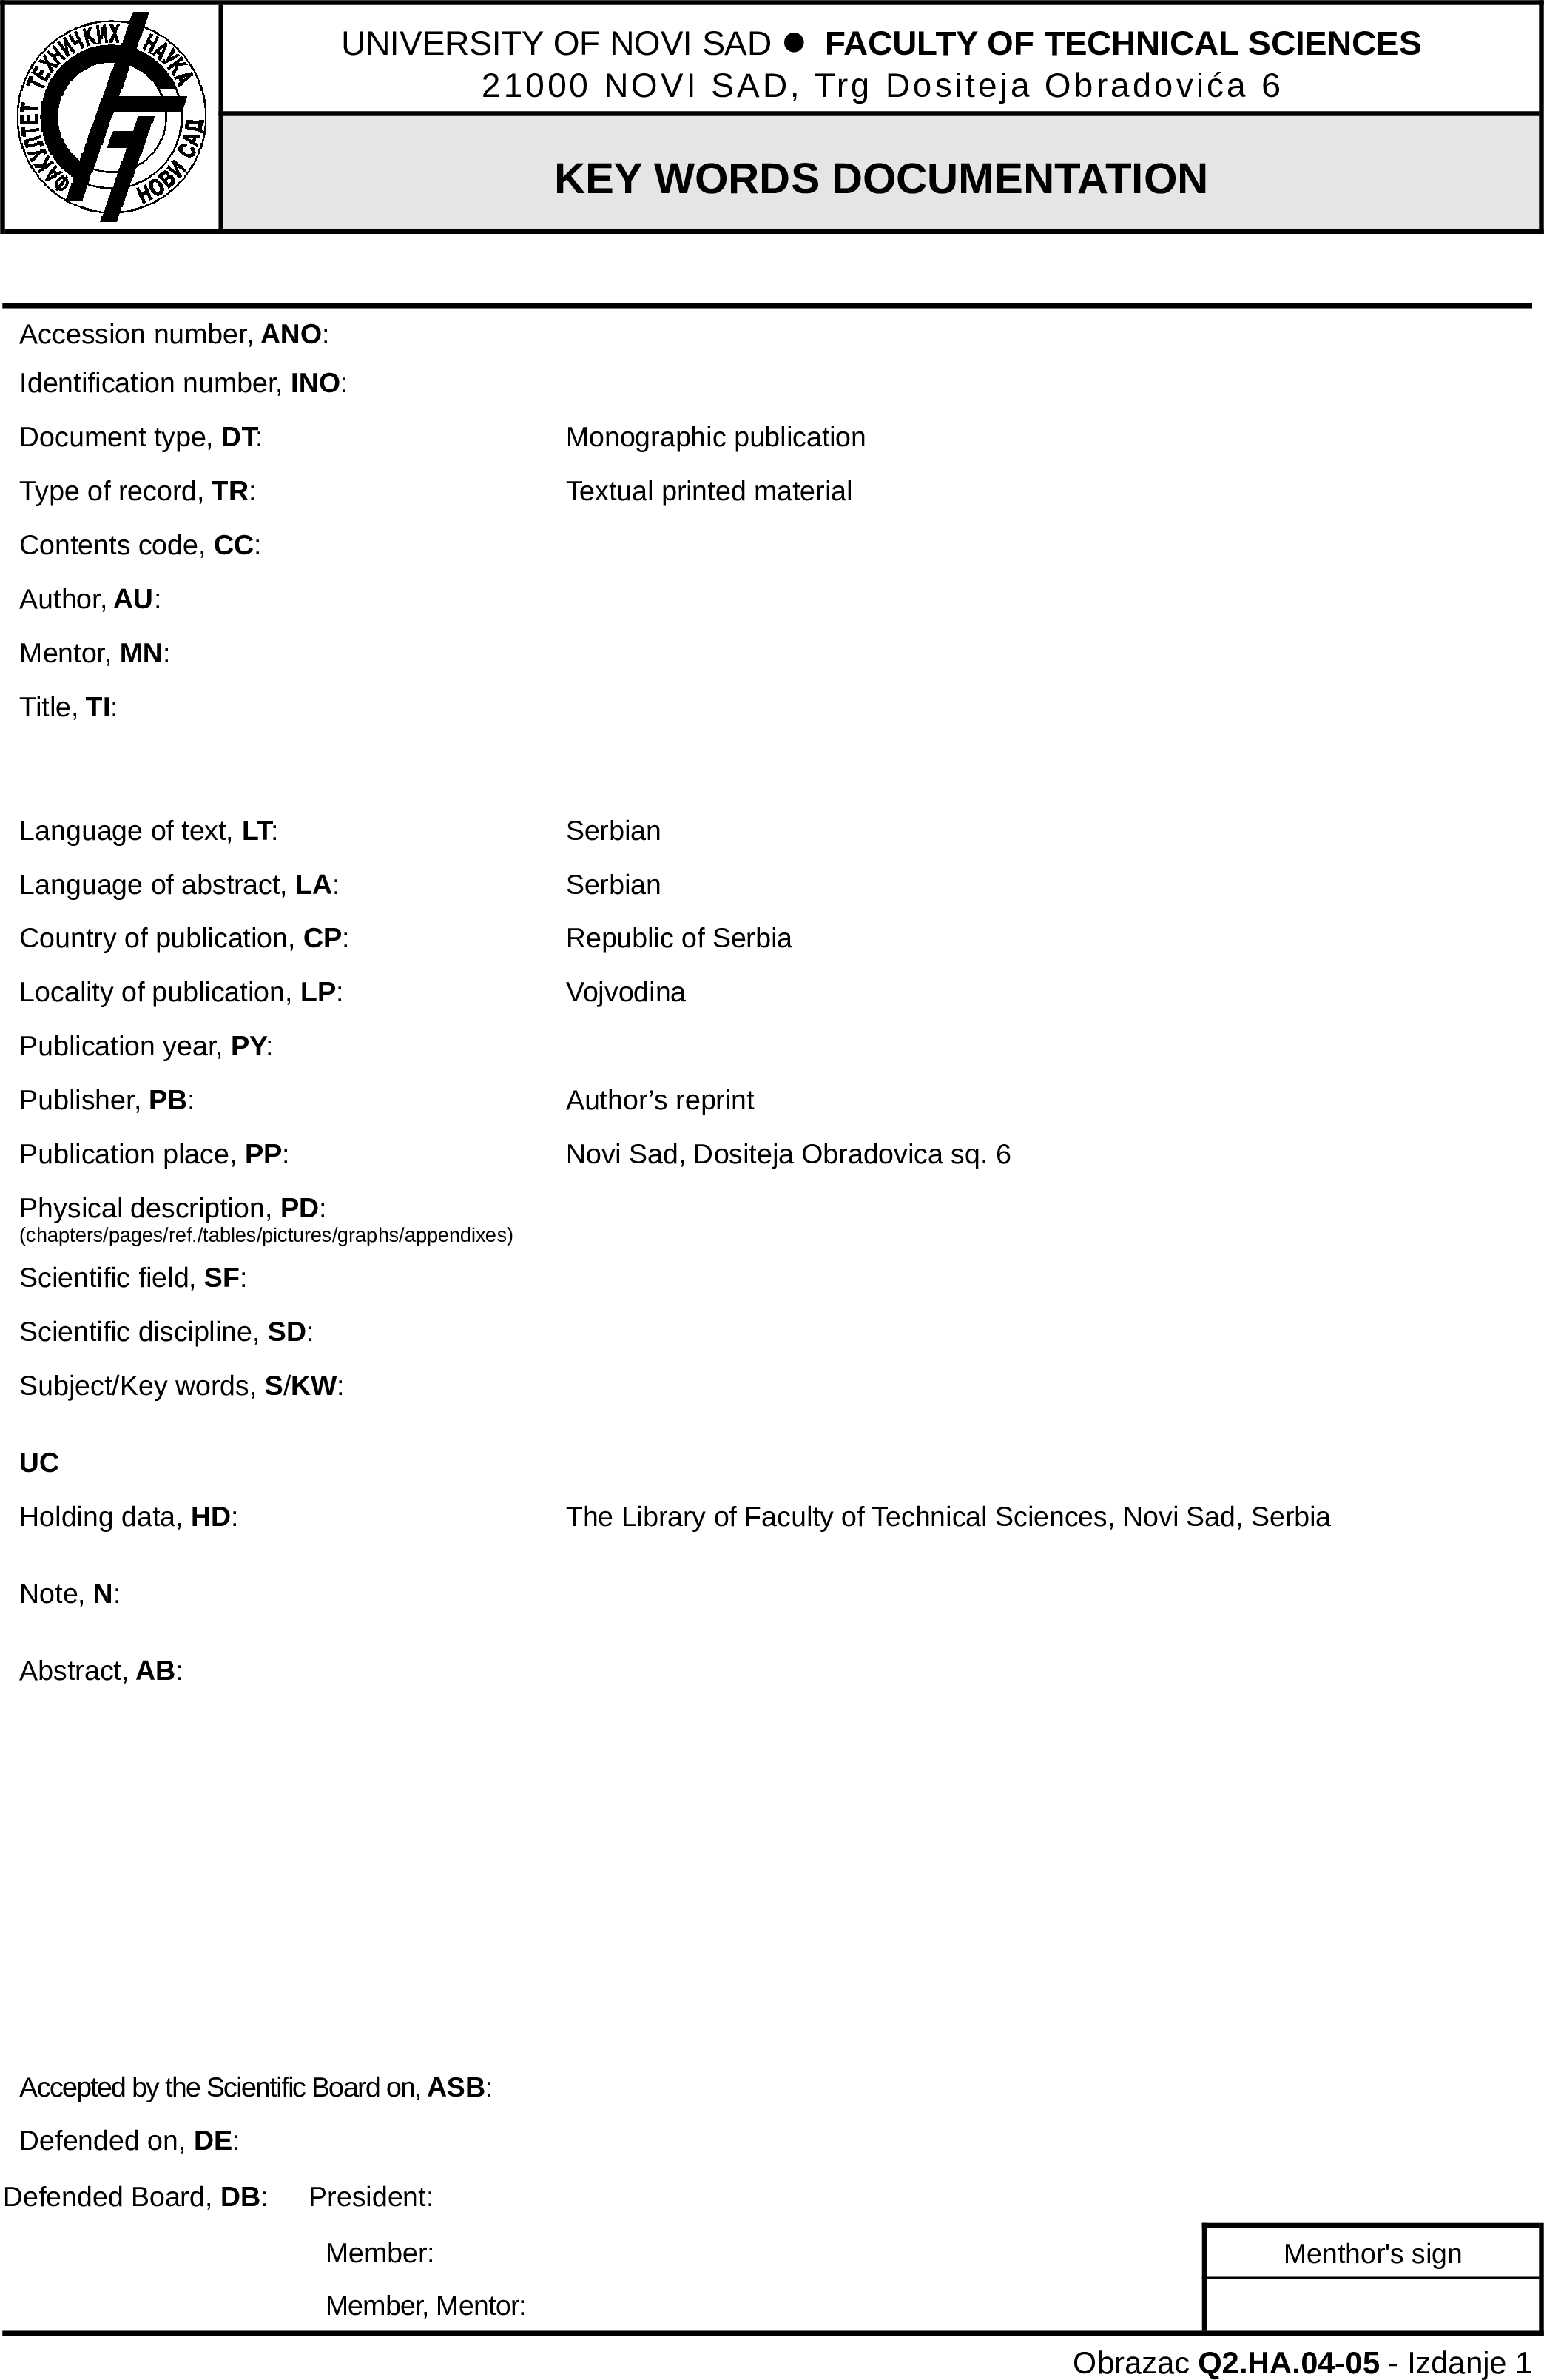 ФАКУЛТЕТ ТЕХНИЧКИХ НАУКА
НОВИ САД
UNIVERSITY OF NOVI SAD ● FACULTY OF TECHNICAL SCIENCES
21000 NOVI SAD, Trg Dositeja Obradovića 6
KEY WORDS DOCUMENTATION
Accession number, ANO:
Identification number, INO:
Document type, DT: Monographic publication
Type of record, TR: Textual printed material
Contents code, CC:
Author, AU:
Mentor, MN:
Title, TI:
Language of text, LT: Serbian
Language of abstract, LA: Serbian
Country of publication, CP: Republic of Serbia
Locality of publication, LP: Vojvodina
Publication year, PY:
Publisher, PB: Author’s reprint
Publication place, PP: Novi Sad, Dositeja Obradovica sq. 6
Physical description, PD:
(chapters/pages/ref./tables/pictures/graphs/appendixes)
Scientific field, SF:
Scientific discipline, SD:
Subject/Key words, S/KW:
UC
Holding data, HD: The Library of Faculty of Technical Sciences, Novi Sad, Serbia
Note, N:
Abstract, AB:
Accepted by the Scientific Board on, ASB:
Defended on, DE:
Defended Board, DB: President:
Member:
Menthor's sign
Member, Mentor:
Obrazac Q2.HA.04-05 - Izdanje 1